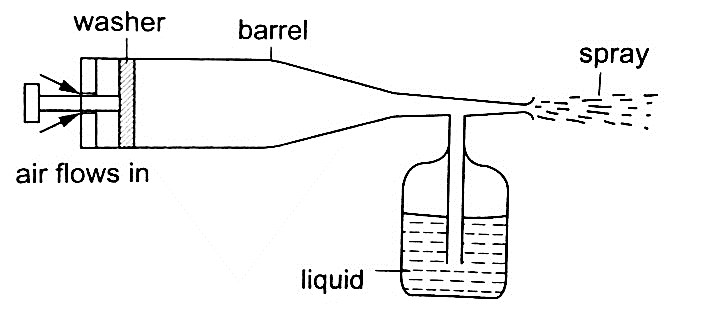 washer
barrel
spray
air flows in
liquid